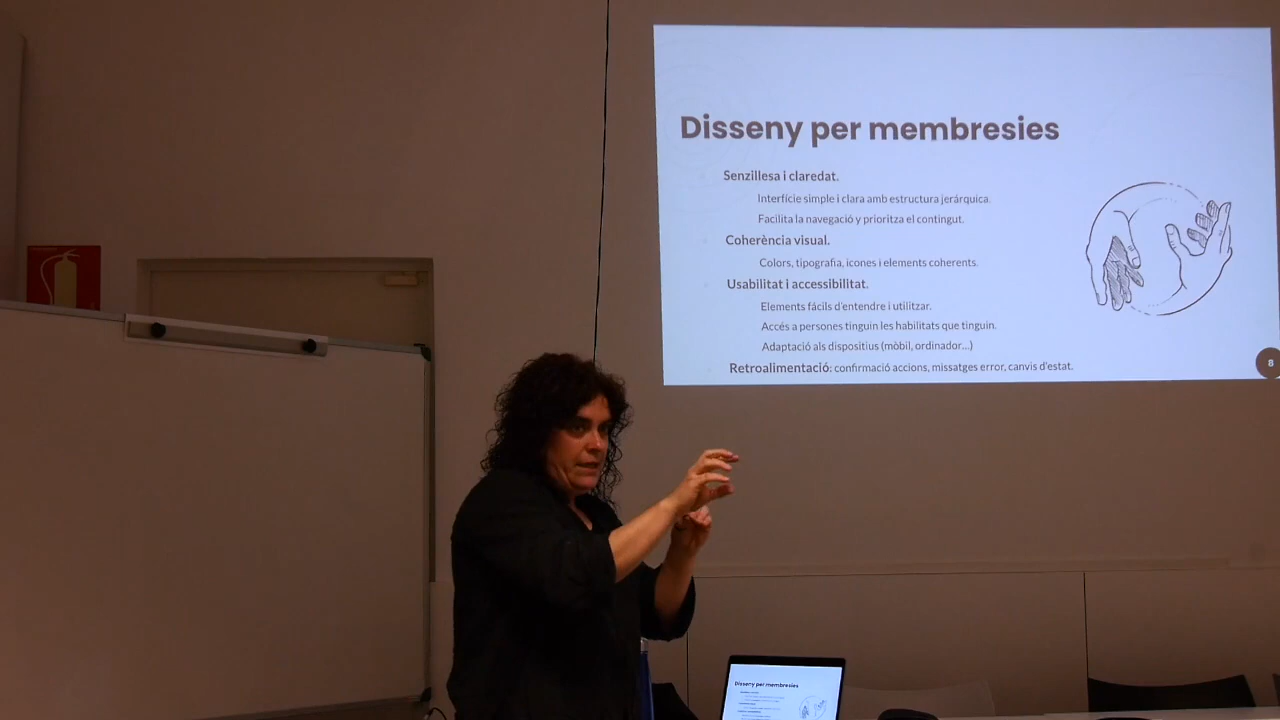 Disseny per membresies
Senzillesa i claredat.
Interfície simple i clara amb estructura jerárquica.
Facilita la navegació y prioritza el contingut.
Coherència visual.
Colors, tipografia, icones i elements coherents.
Usabilitat i accessibilitat.
Elements fácils d'entendre i utilitzar.
Accés a persones tinguin les habilitats que tinguin.
Adaptació als dispositius (mòbil, ordinador...)
Retroalimentació: confirmació accions, missatges error, canvis d'estat.
8
Disseny per membresies